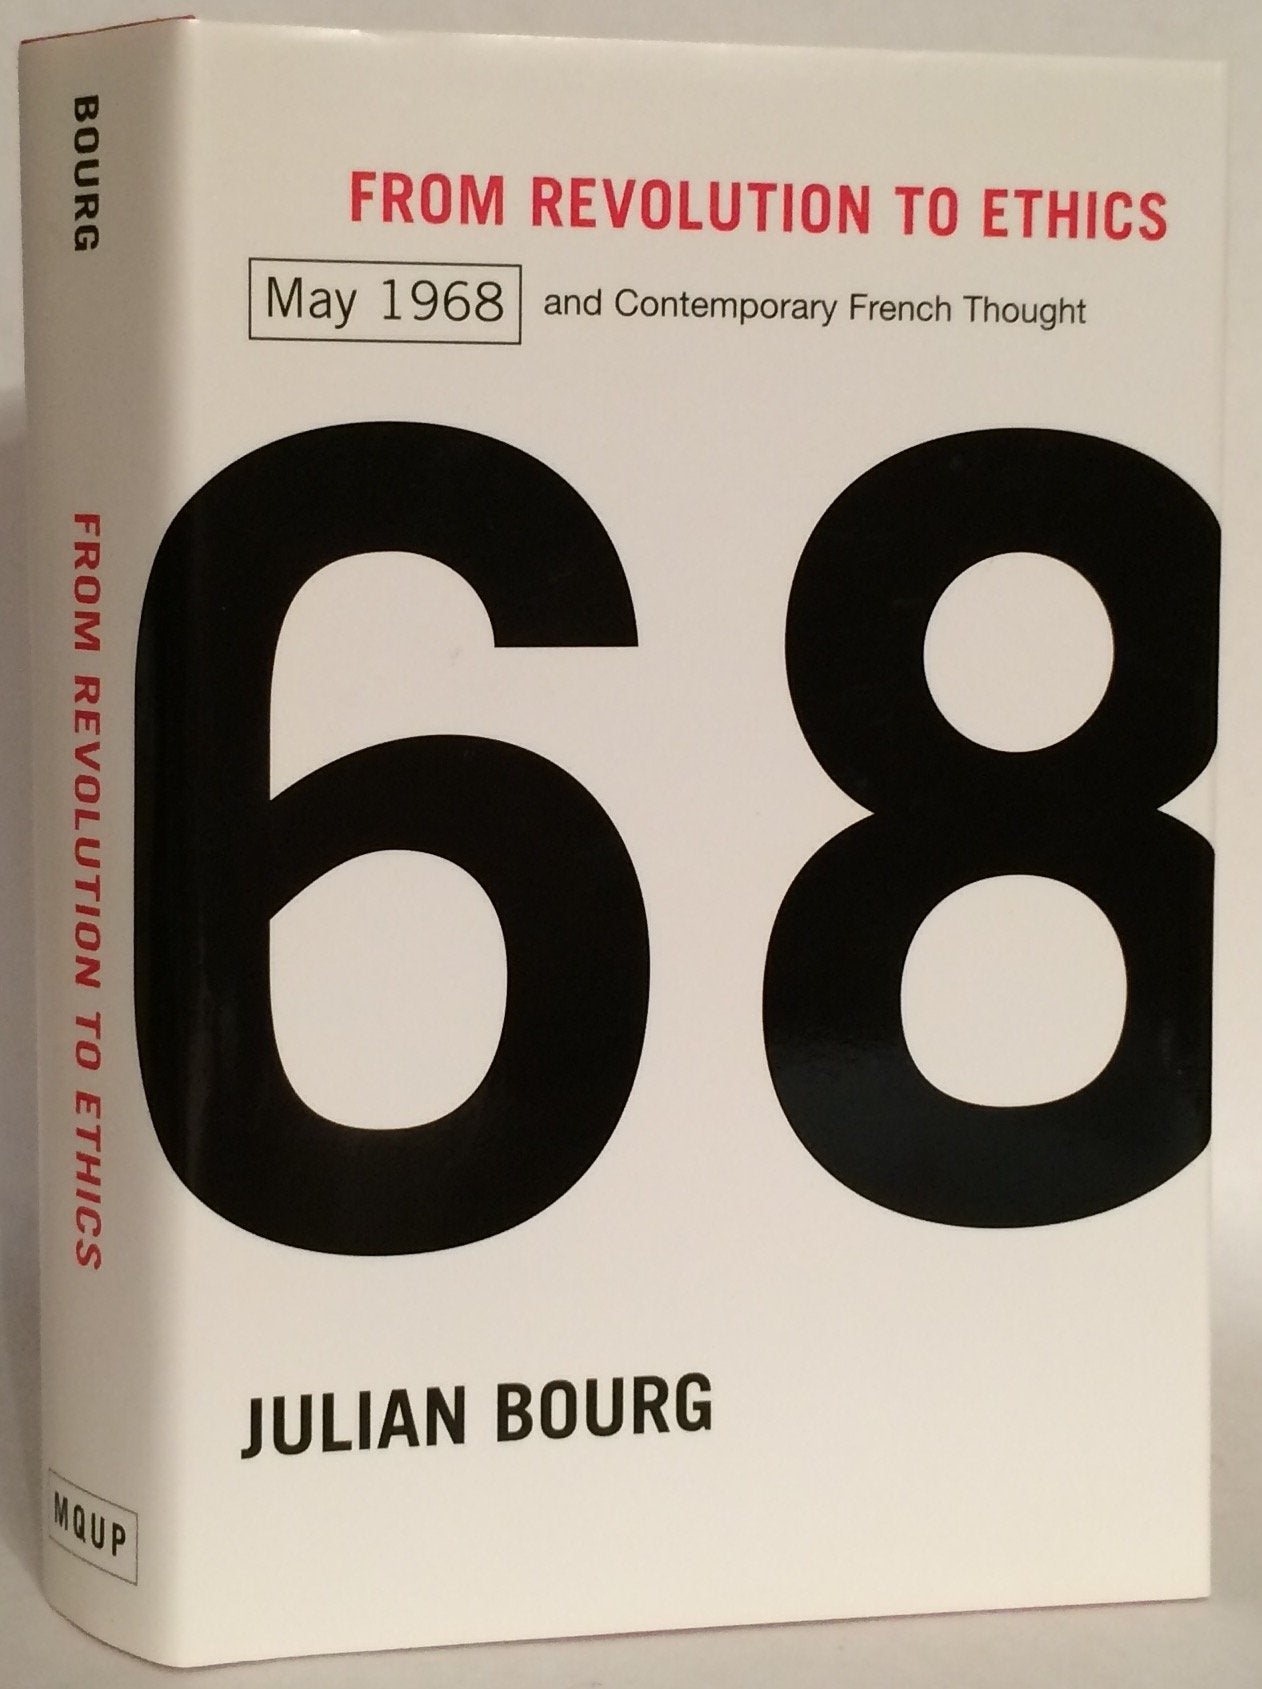 BOURG
FROM REVOLUTION TO ETHICS
MQUP
FROM REVOLUTION TO ETHICS
May 1968 and Contemporary French Thought
68
JULIAN BOURG